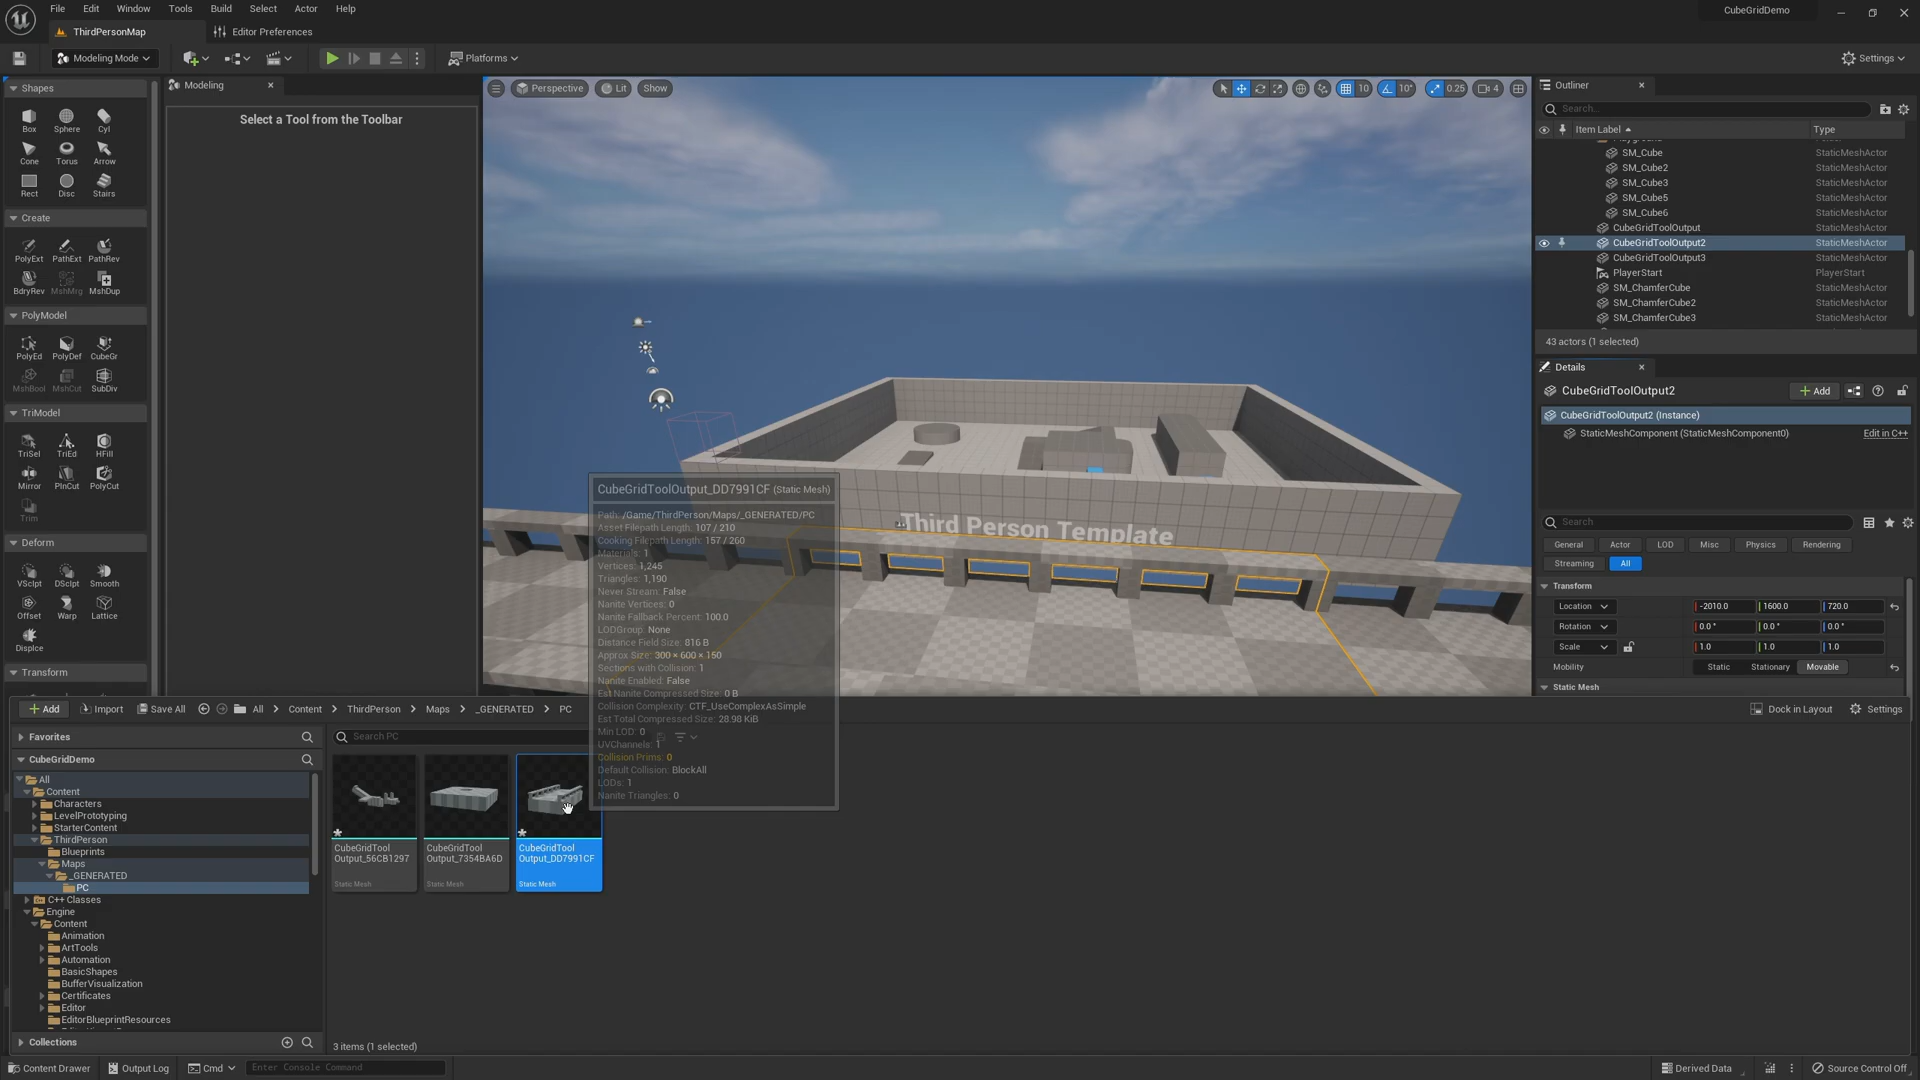 File Edit Window Tools Build Select Actor Help
CubeGridDemo
ThirdPersonMap
Editor Preferences
Modeling Mode
Platforms
Settings
Shapes
Box Sphere Cyl
Cone Torus Arrow
Rect Disc Stairs
Create
PolyExt PathExt PathRev
BdryRev MshMrg MshDup
PolyModel
PolyEd PolyDef CubeGr
MshBool MshCut SubDiv
TriModel
TriSel TriEd HFill
Mirror PlnCut PolyCut
Trim
Deform
VSclpt DSclpt Smooth
Offset Warp Lattice
Displce
Transform
Modeling
Select a Tool from the Toolbar
Perspective Lit Show
10 10° 0.25 4
Third Person Template
Outliner
Search...
Item Label Type
SM_Cube StaticMeshActor
SM_Cube2 StaticMeshActor
SM_Cube3 StaticMeshActor
SM_Cube5 StaticMeshActor
SM_Cube6 StaticMeshActor
CubeGridToolOutput StaticMeshActor
CubeGridToolOutput2 StaticMeshActor
CubeGridToolOutput3 StaticMeshActor
PlayerStart PlayerStart
SM_ChamferCube StaticMeshActor
SM_ChamferCube2 StaticMeshActor
SM_ChamferCube3 StaticMeshActor
43 actors (1 selected)
Details
CubeGridToolOutput2
Add
CubeGridToolOutput2 (Instance)
StaticMeshComponent (StaticMeshComponent0) Edit in C++
Search
General Actor LOD Misc Physics Rendering
Streaming All
Transform
Location -2010.0 1600.0 720.0
Rotation 0.0 ° 0.0 ° 0.0 °
Scale 1.0 1.0 1.0
Mobility Static Stationary Movable
Static Mesh
CubeGridToolOutput_DD7991CF (Static Mesh)
Path: /Game/ThirdPerson/Maps/_GENERATED/PC
Asset Filepath Length: 107 / 210
Cooking Filepath Length: 157 / 260
Materials: 1
Vertices: 1,245
Triangles: 1,190
Never Stream: False
Nanite Vertices: 0
Nanite Fallback Percent: 100.0
LODGroup: None
Distance Field Size: 816 B
Approx Size: 300 × 600 × 150
Sections with Collision: 1
Nanite Enabled: False
Est Nanite Compressed Size: 0 B
Collision Complexity: CTF_UseComplexAsSimple
Est Total Compressed Size: 28.98 KiB
Min LOD: 0
UVChannels: 1
Collision Prims: 0
Default Collision: BlockAll
LODs: 1
Nanite Triangles: 0
Add Import Save All All Content ThirdPerson Maps _GENERATED PC
Dock in Layout Settings
Favorites
CubeGridDemo
All
Content
Characters
LevelPrototyping
StarterContent
ThirdPerson
Blueprints
Maps
_GENERATED
PC
C++ Classes
Engine
Content
Animation
ArtTools
Automation
BasicShapes
BufferVisualization
Certificates
Editor
EditorBlueprintResources
Collections
Search PC
CubeGridTool
Output_56CB1297
Static Mesh
CubeGridTool
Output_7354BA6D
Static Mesh
CubeGridTool
Output_DD7991CF
Static Mesh
3 items (1 selected)
Content Drawer Output Log Cmd Enter Console Command
Derived Data Source Control Off